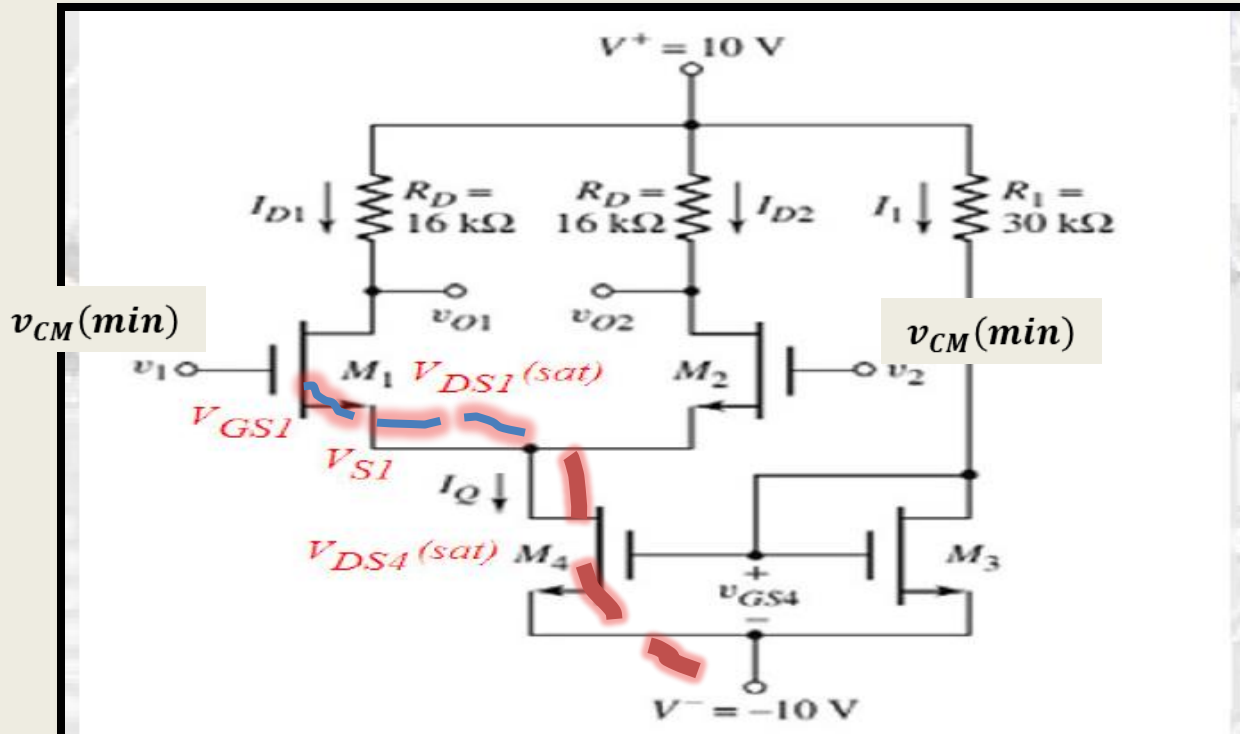 V⁺ = 10 V
I_D1 R_D = 16 kΩ
R_D = 16 kΩ I_D2
I_1 R_1 = 30 kΩ
v_CM(min)
v_CM(min)
v_O1 v_O2
v_1 M_1 V_DS1 (sat) M_2 v_2
V_GS1
V_S1
I_Q
V_DS4 (sat) M_4 M_3
+
v_GS4
−
V⁻ = −10 V